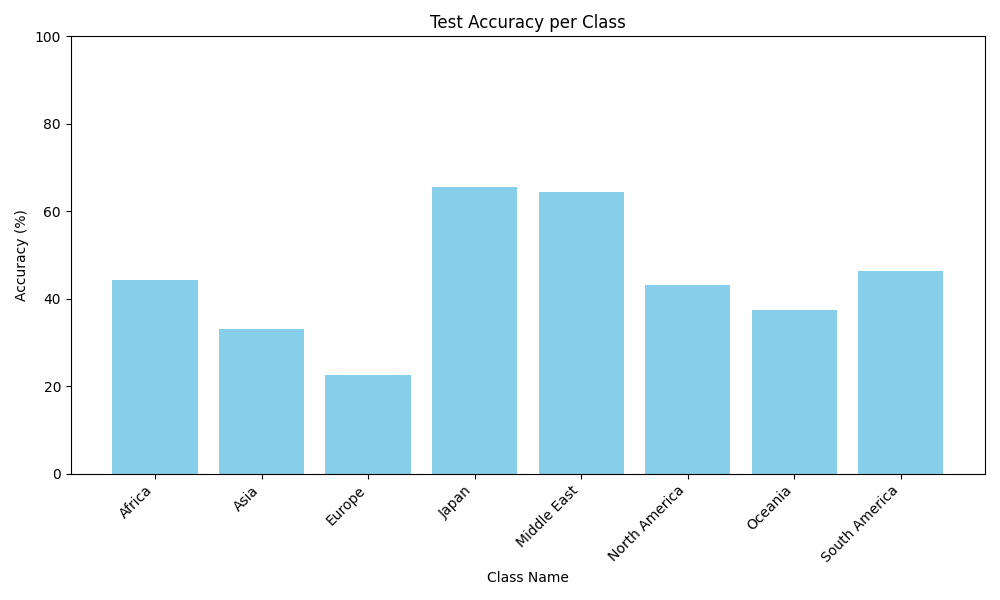 Test Accuracy per Class
100
80
60
40
20
0
Accuracy (%)
Africa
Asia
Europe
Japan
Middle East
North America
Oceania
South America
Class Name